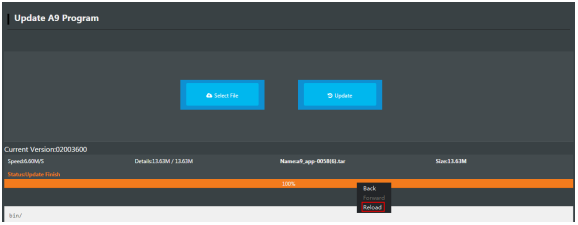 Update A9 Program
Select File
Update
Current Version:02003600
Speed:6.60M/S Details:13.63M / 13.63M Name:a9_app-0058(6).tar Size:13.63M
Status:Update Finish
100%
Back
Forward
Reload
bin/